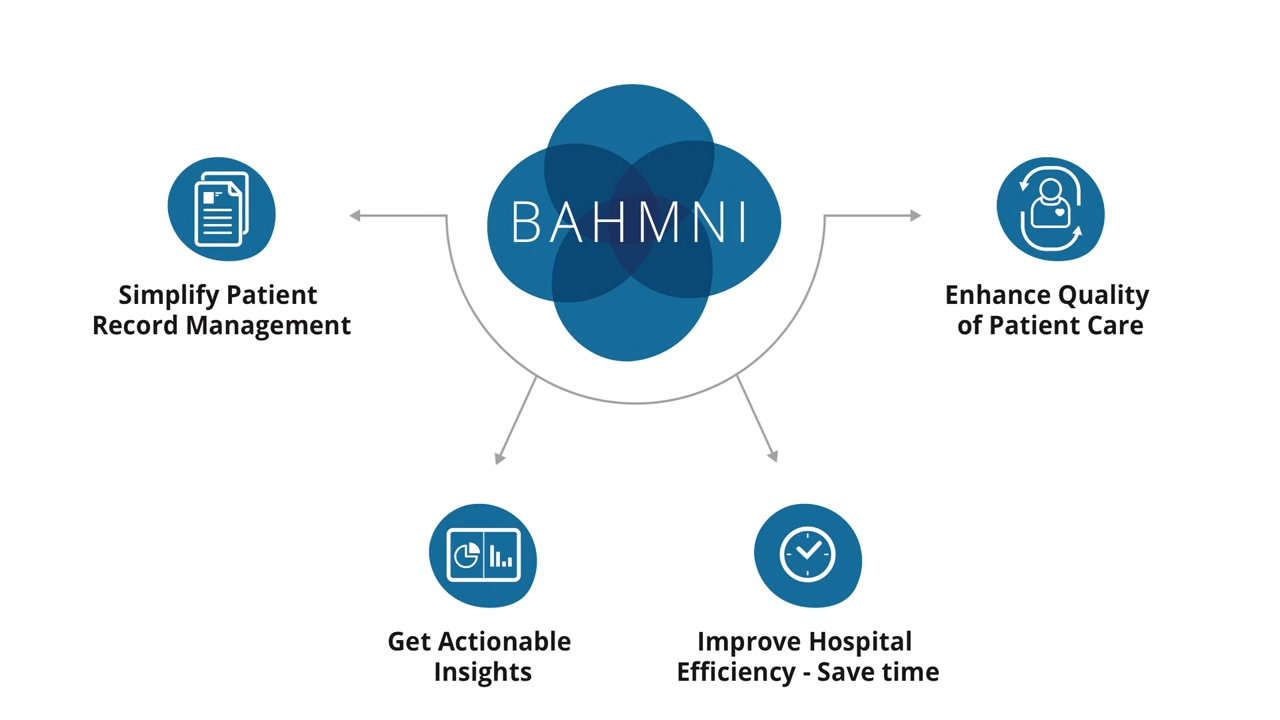 BAHMNI
Simplify Patient
Record Management
Enhance Quality
of Patient Care
Get Actionable
Insights
Improve Hospital
Efficiency - Save time